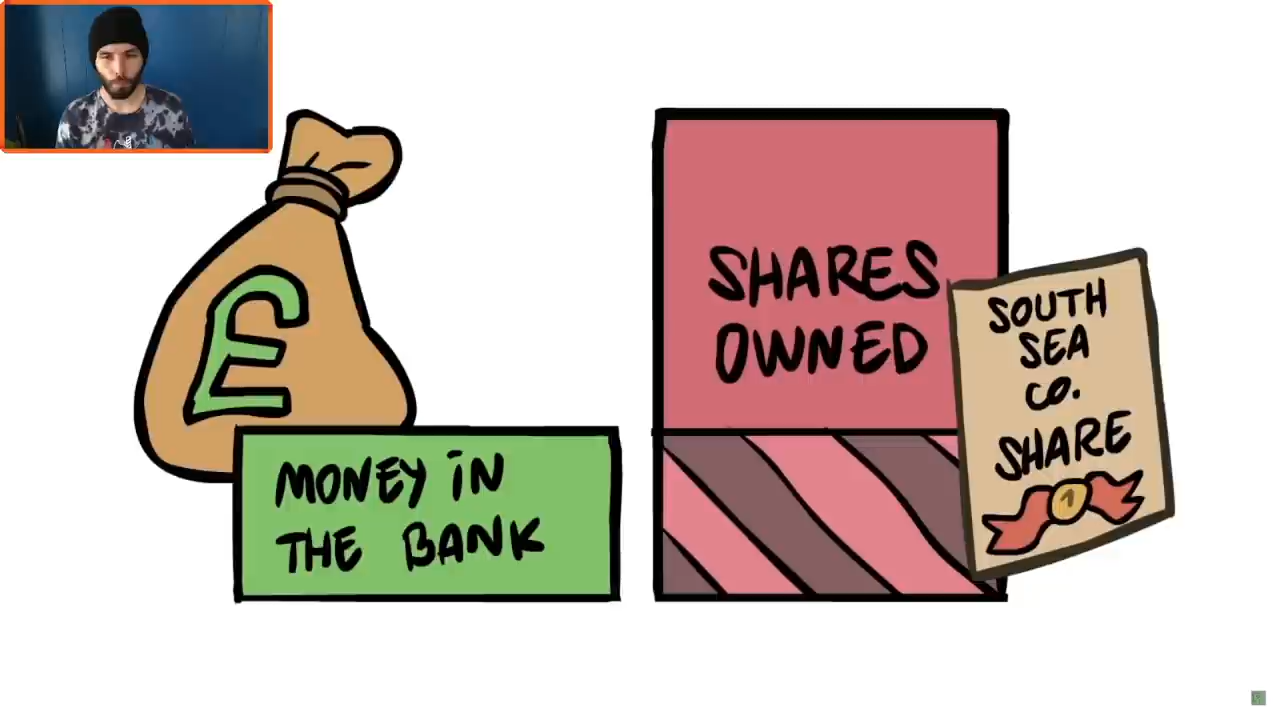 £
MONEY IN
THE BANK
SHARES
OWNED
SOUTH
SEA
CO.
SHARE
1